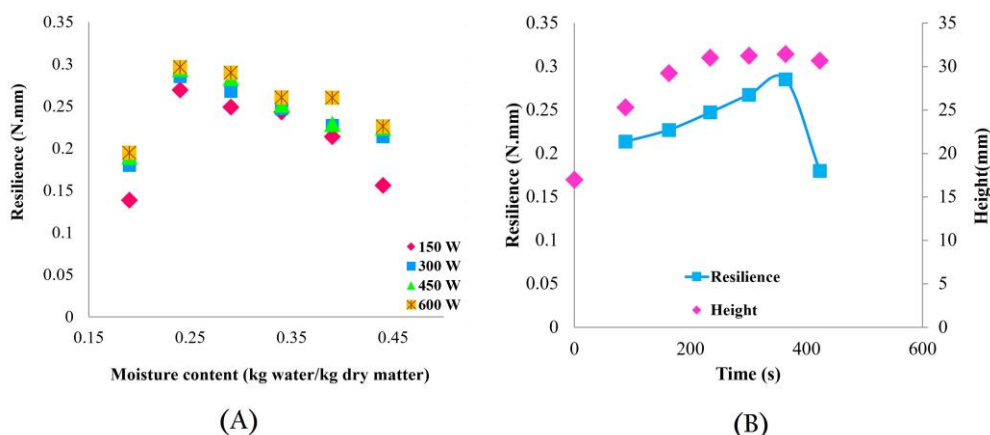 0.35
0.3
0.25
0.2
0.15
0.1
0.05
0
Resilience (N.mm)
150 W
300 W
450 W
600 W
0.15
0.25
0.35
0.45
Moisture content (kg water/kg dry matter)
(A)
0.35
0.3
0.25
0.2
0.15
0.1
0.05
0
Resilience (N.mm)
Resilience
Height
35
30
25
20
15
10
5
0
Height(mm)
0
200
400
600
Time (s)
(B)